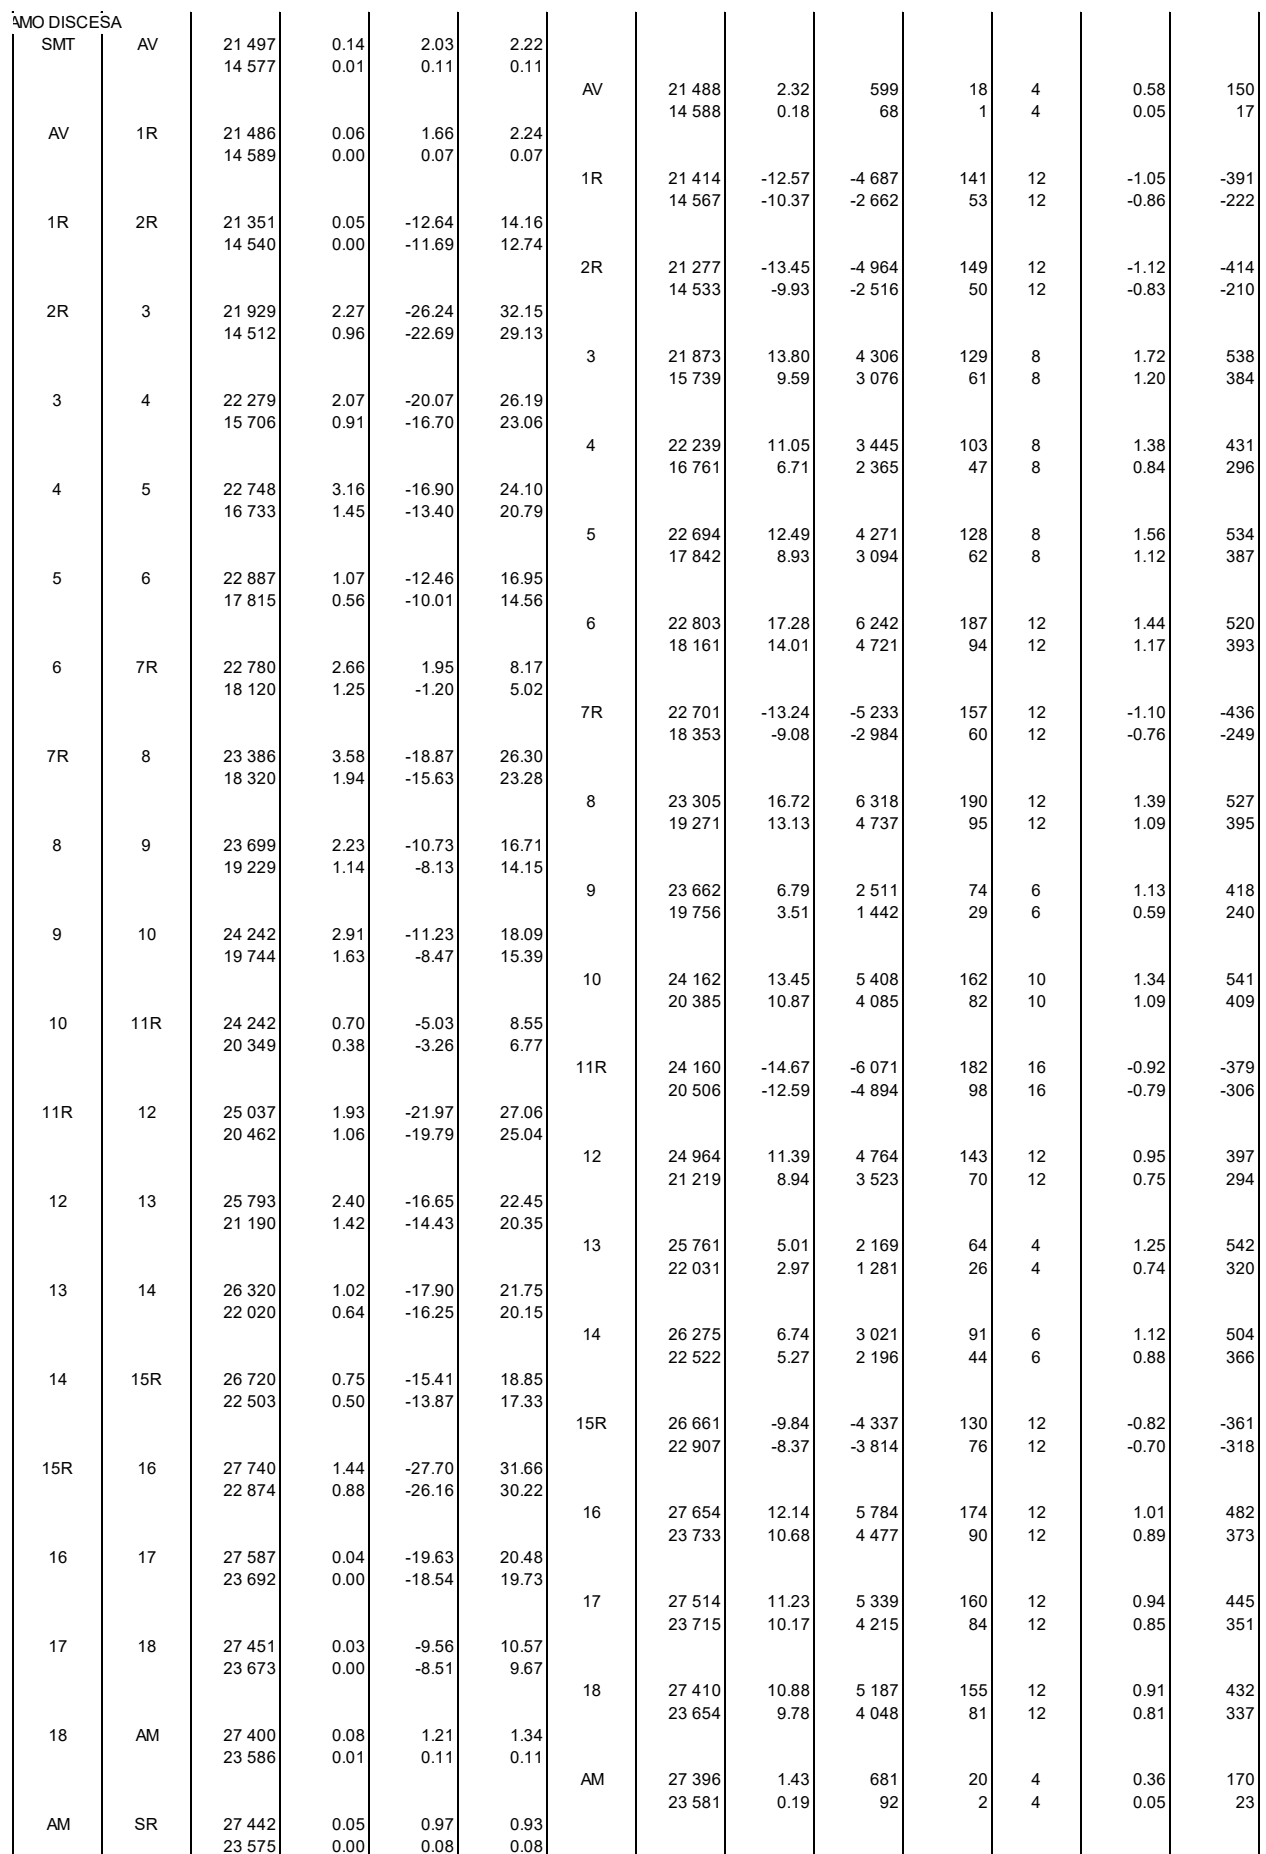 AMO DISCESA
SMT AV 21 497 0.14 2.03 2.22
14 577 0.01 0.11 0.11
AV 21 488 2.32 599 18 4 0.58 150
14 588 0.18 68 1 4 0.05 17
AV 1R 21 486 0.06 1.66 2.24
14 589 0.00 0.07 0.07
1R 21 414 -12.57 -4 687 141 12 -1.05 -391
14 567 -10.37 -2 662 53 12 -0.86 -222
1R 2R 21 351 0.05 -12.64 14.16
14 540 0.00 -11.69 12.74
2R 21 277 -13.45 -4 964 149 12 -1.12 -414
14 533 -9.93 -2 516 50 12 -0.83 -210
2R 3 21 929 2.27 -26.24 32.15
14 512 0.96 -22.69 29.13
3 21 873 13.80 4 306 129 8 1.72 538
15 739 9.59 3 076 61 8 1.20 384
3 4 22 279 2.07 -20.07 26.19
15 706 0.91 -16.70 23.06
4 22 239 11.05 3 445 103 8 1.38 431
16 761 6.71 2 365 47 8 0.84 296
4 5 22 748 3.16 -16.90 24.10
16 733 1.45 -13.40 20.79
5 22 694 12.49 4 271 128 8 1.56 534
17 842 8.93 3 094 62 8 1.12 387
5 6 22 887 1.07 -12.46 16.95
17 815 0.56 -10.01 14.56
6 22 803 17.28 6 242 187 12 1.44 520
18 161 14.01 4 721 94 12 1.17 393
6 7R 22 780 2.66 1.95 8.17
18 120 1.25 -1.20 5.02
7R 22 701 -13.24 -5 233 157 12 -1.10 -436
18 353 -9.08 -2 984 60 12 -0.76 -249
7R 8 23 386 3.58 -18.87 26.30
18 320 1.94 -15.63 23.28
8 23 305 16.72 6 318 190 12 1.39 527
19 271 13.13 4 737 95 12 1.09 395
8 9 23 699 2.23 -10.73 16.71
19 229 1.14 -8.13 14.15
9 23 662 6.79 2 511 74 6 1.13 418
19 756 3.51 1 442 29 6 0.59 240
9 10 24 242 2.91 -11.23 18.09
19 744 1.63 -8.47 15.39
10 24 162 13.45 5 408 162 10 1.34 541
20 385 10.87 4 085 82 10 1.09 409
10 11R 24 242 0.70 -5.03 8.55
20 349 0.38 -3.26 6.77
11R 24 160 -14.67 -6 071 182 16 -0.92 -379
20 506 -12.59 -4 894 98 16 -0.79 -306
11R 12 25 037 1.93 -21.97 27.06
20 462 1.06 -19.79 25.04
12 24 964 11.39 4 764 143 12 0.95 397
21 219 8.94 3 523 70 12 0.75 294
12 13 25 793 2.40 -16.65 22.45
21 190 1.42 -14.43 20.35
13 25 761 5.01 2 169 64 4 1.25 542
22 031 2.97 1 281 26 4 0.74 320
13 14 26 320 1.02 -17.90 21.75
22 020 0.64 -16.25 20.15
14 26 275 6.74 3 021 91 6 1.12 504
22 522 5.27 2 196 44 6 0.88 366
14 15R 26 720 0.75 -15.41 18.85
22 503 0.50 -13.87 17.33
15R 26 661 -9.84 -4 337 130 12 -0.82 -361
22 907 -8.37 -3 814 76 12 -0.70 -318
15R 16 27 740 1.44 -27.70 31.66
22 874 0.88 -26.16 30.22
16 27 654 12.14 5 784 174 12 1.01 482
23 733 10.68 4 477 90 12 0.89 373
16 17 27 587 0.04 -19.63 20.48
23 692 0.00 -18.54 19.73
17 27 514 11.23 5 339 160 12 0.94 445
23 715 10.17 4 215 84 12 0.85 351
17 18 27 451 0.03 -9.56 10.57
23 673 0.00 -8.51 9.67
18 27 410 10.88 5 187 155 12 0.91 432
23 654 9.78 4 048 81 12 0.81 337
18 AM 27 400 0.08 1.21 1.34
23 586 0.01 0.11 0.11
AM 27 396 1.43 681 20 4 0.36 170
23 581 0.19 92 2 4 0.05 23
AM SR 27 442 0.05 0.97 0.93
23 575 0.00 0.08 0.08